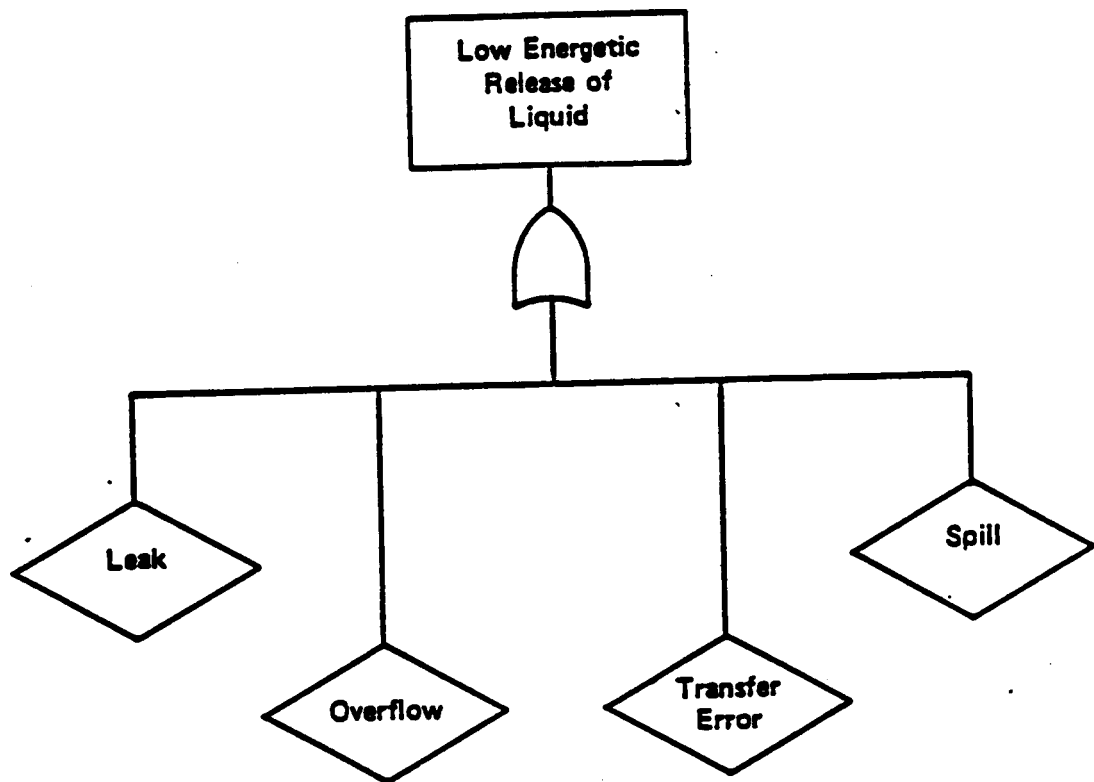 Low Energetic
Release of
Liquid
Leak
Spill
Overflow
Transfer
Error